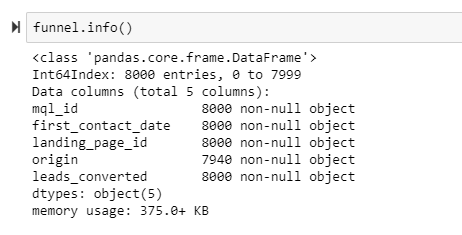 funnel.info()
<class 'pandas.core.frame.DataFrame'>
Int64Index: 8000 entries, 0 to 7999
Data columns (total 5 columns):
mql_id                8000 non-null object
first_contact_date    8000 non-null object
landing_page_id       8000 non-null object
origin                7940 non-null object
leads_converted       8000 non-null object
dtypes: object(5)
memory usage: 375.0+ KB